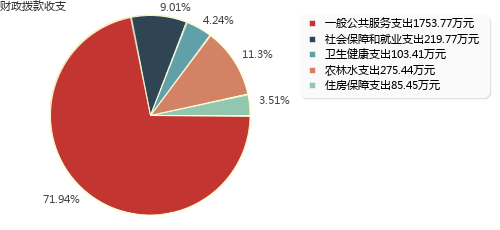 财政拨款收支
9.01%
4.24%
11.3%
3.51%
71.94%
一般公共服务支出1753.77万元
社会保障和就业支出219.77万元
卫生健康支出103.41万元
农林水支出275.44万元
住房保障支出85.45万元